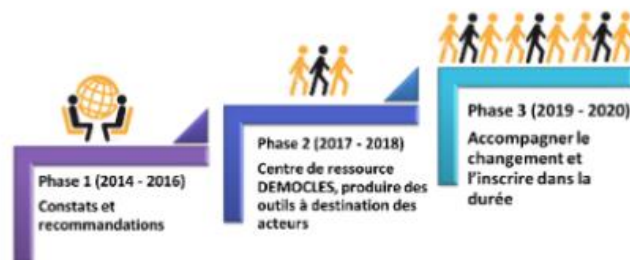 Phase 1 (2014 - 2016)
Constats et
recommandations
Phase 2 (2017 - 2018)
Centre de ressource
DEMOCLES, produire des
outils à destination des
acteurs
Phase 3 (2019 - 2020)
Accompagner le
changement et
l'inscrire dans la
durée